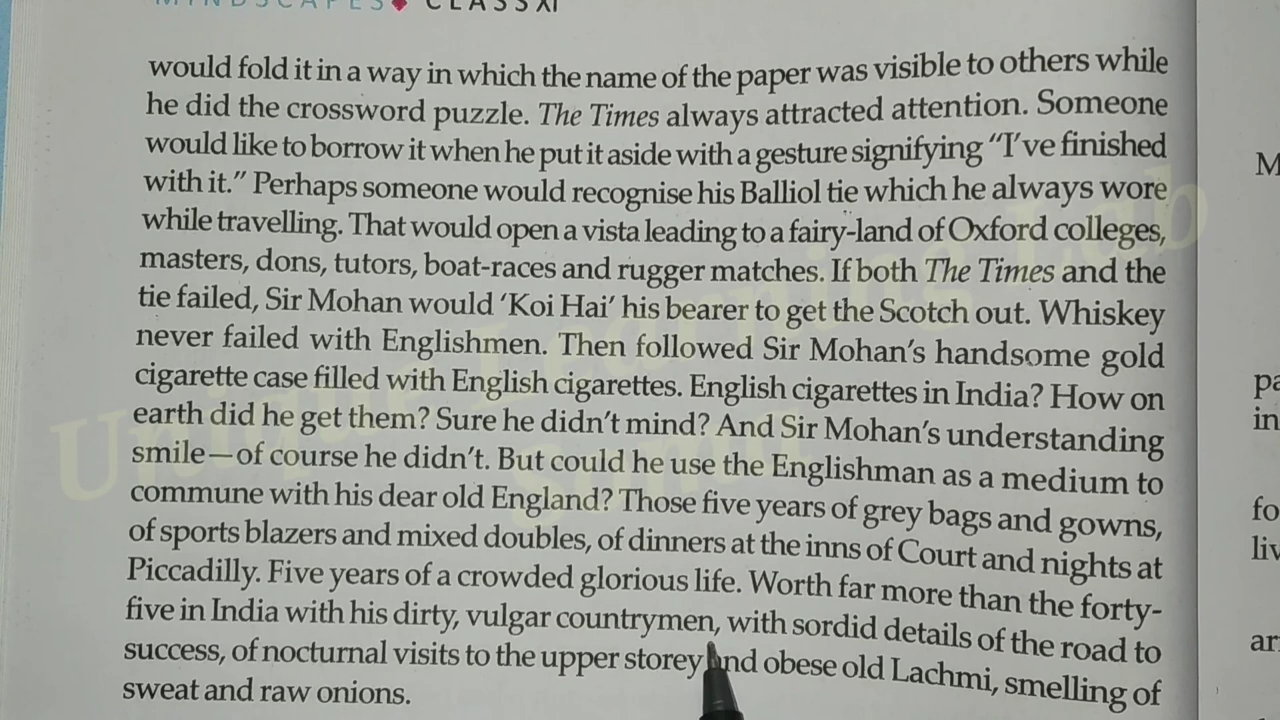 MINDSCAPES CLASS XI
would fold it in a way in which the name of the paper was visible to others while
he did the crossword puzzle. The Times always attracted attention. Someone
would like to borrow it when he put it aside with a gesture signifying “I’ve finished
with it.” Perhaps someone would recognise his Balliol tie which he always wore
while travelling. That would open a vista leading to a fairy-land of Oxford colleges,
masters, dons, tutors, boat-races and rugger matches. If both The Times and the
tie failed, Sir Mohan would ‘Koi Hai’ his bearer to get the Scotch out. Whiskey
never failed with Englishmen. Then followed Sir Mohan’s handsome gold
cigarette case filled with English cigarettes. English cigarettes in India? How on
earth did he get them? Sure he didn’t mind? And Sir Mohan’s understanding
smile—of course he didn’t. But could he use the Englishman as a medium to
commune with his dear old England? Those five years of grey bags and gowns,
of sports blazers and mixed doubles, of dinners at the inns of Court and nights at
Piccadilly. Five years of a crowded glorious life. Worth far more than the forty-
five in India with his dirty, vulgar countrymen, with sordid details of the road to
success, of nocturnal visits to the upper storey and obese old Lachmi, smelling of
sweat and raw onions.
M
pa
in
fo
liv
an
Unique Learning Lab